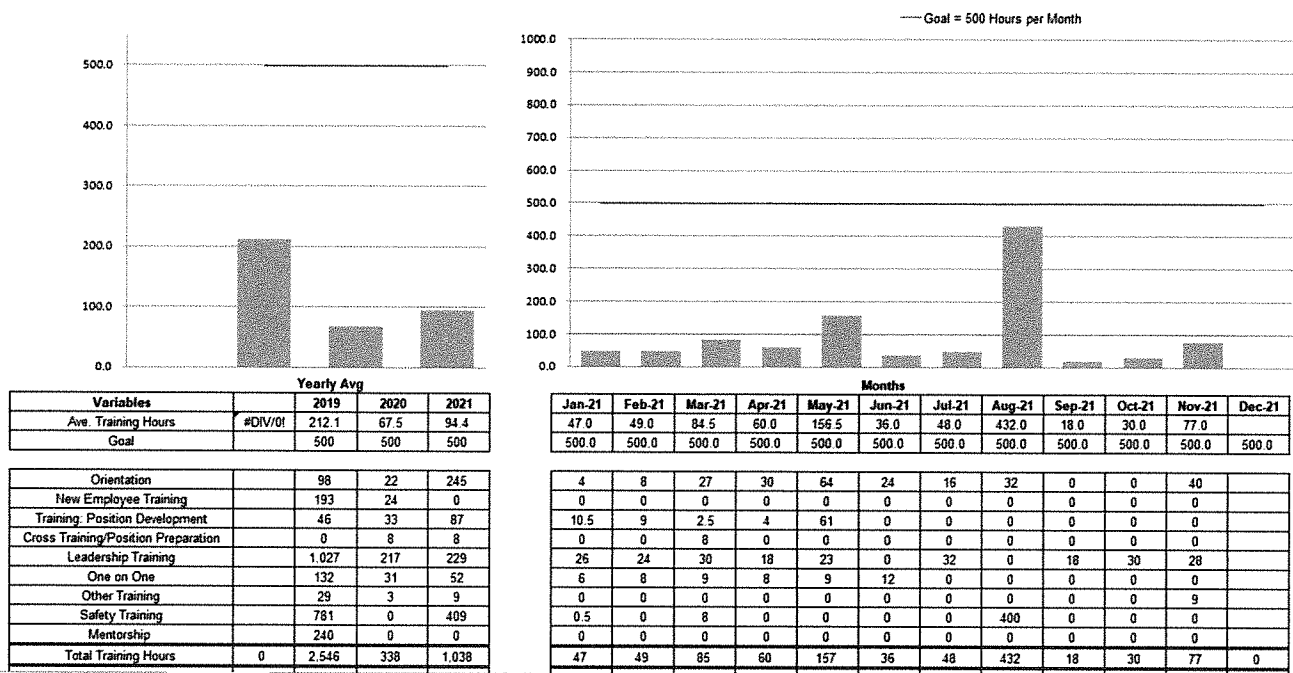 Goal = 500 Hours per Month
500.0
400.0
300.0
200.0
100.0
0.0
Yearly Avg
1000.0
900.0
800.0
700.0
600.0
500.0
400.0
300.0
200.0
100.0
0.0
Months
Variables 2019 2020 2021
Ave. Training Hours #DIV/0! 212.1 67.5 94.4
Goal 500 500 500
Jan-21 Feb-21 Mar-21 Apr-21 May-21 Jun-21 Jul-21 Aug-21 Sep-21 Oct-21 Nov-21 Dec-21
47.0 49.0 84.5 60.0 156.5 36.0 48.0 432.0 18.0 30.0 77.0
500.0 500.0 500.0 500.0 500.0 500.0 500.0 500.0 500.0 500.0 500.0 500.0
Orientation 98 22 245
New Employee Training 193 24 0
Training: Position Development 46 33 87
Cross Training/Position Preparation 0 8 8
Leadership Training 1,027 217 229
One on One 132 31 52
Other Training 29 3 9
Safety Training 781 0 409
Mentorship 240 0 0
Total Training Hours 0 2,546 338 1,038
4 8 27 30 64 24 16 32 0 0 40
0 0 0 0 0 0 0 0 0 0 0
10.5 9 2.5 4 61 0 0 0 0 0 0
0 0 8 0 0 0 0 0 0 0 0
26 24 30 18 23 0 32 0 18 30 28
6 8 9 8 9 12 0 0 0 0 0
0 0 0 0 0 0 0 0 0 0 9
0.5 0 8 0 0 0 0 400 0 0 0
0 0 0 0 0 0 0 0 0 0 0
47 49 85 60 157 36 48 432 18 30 77 0